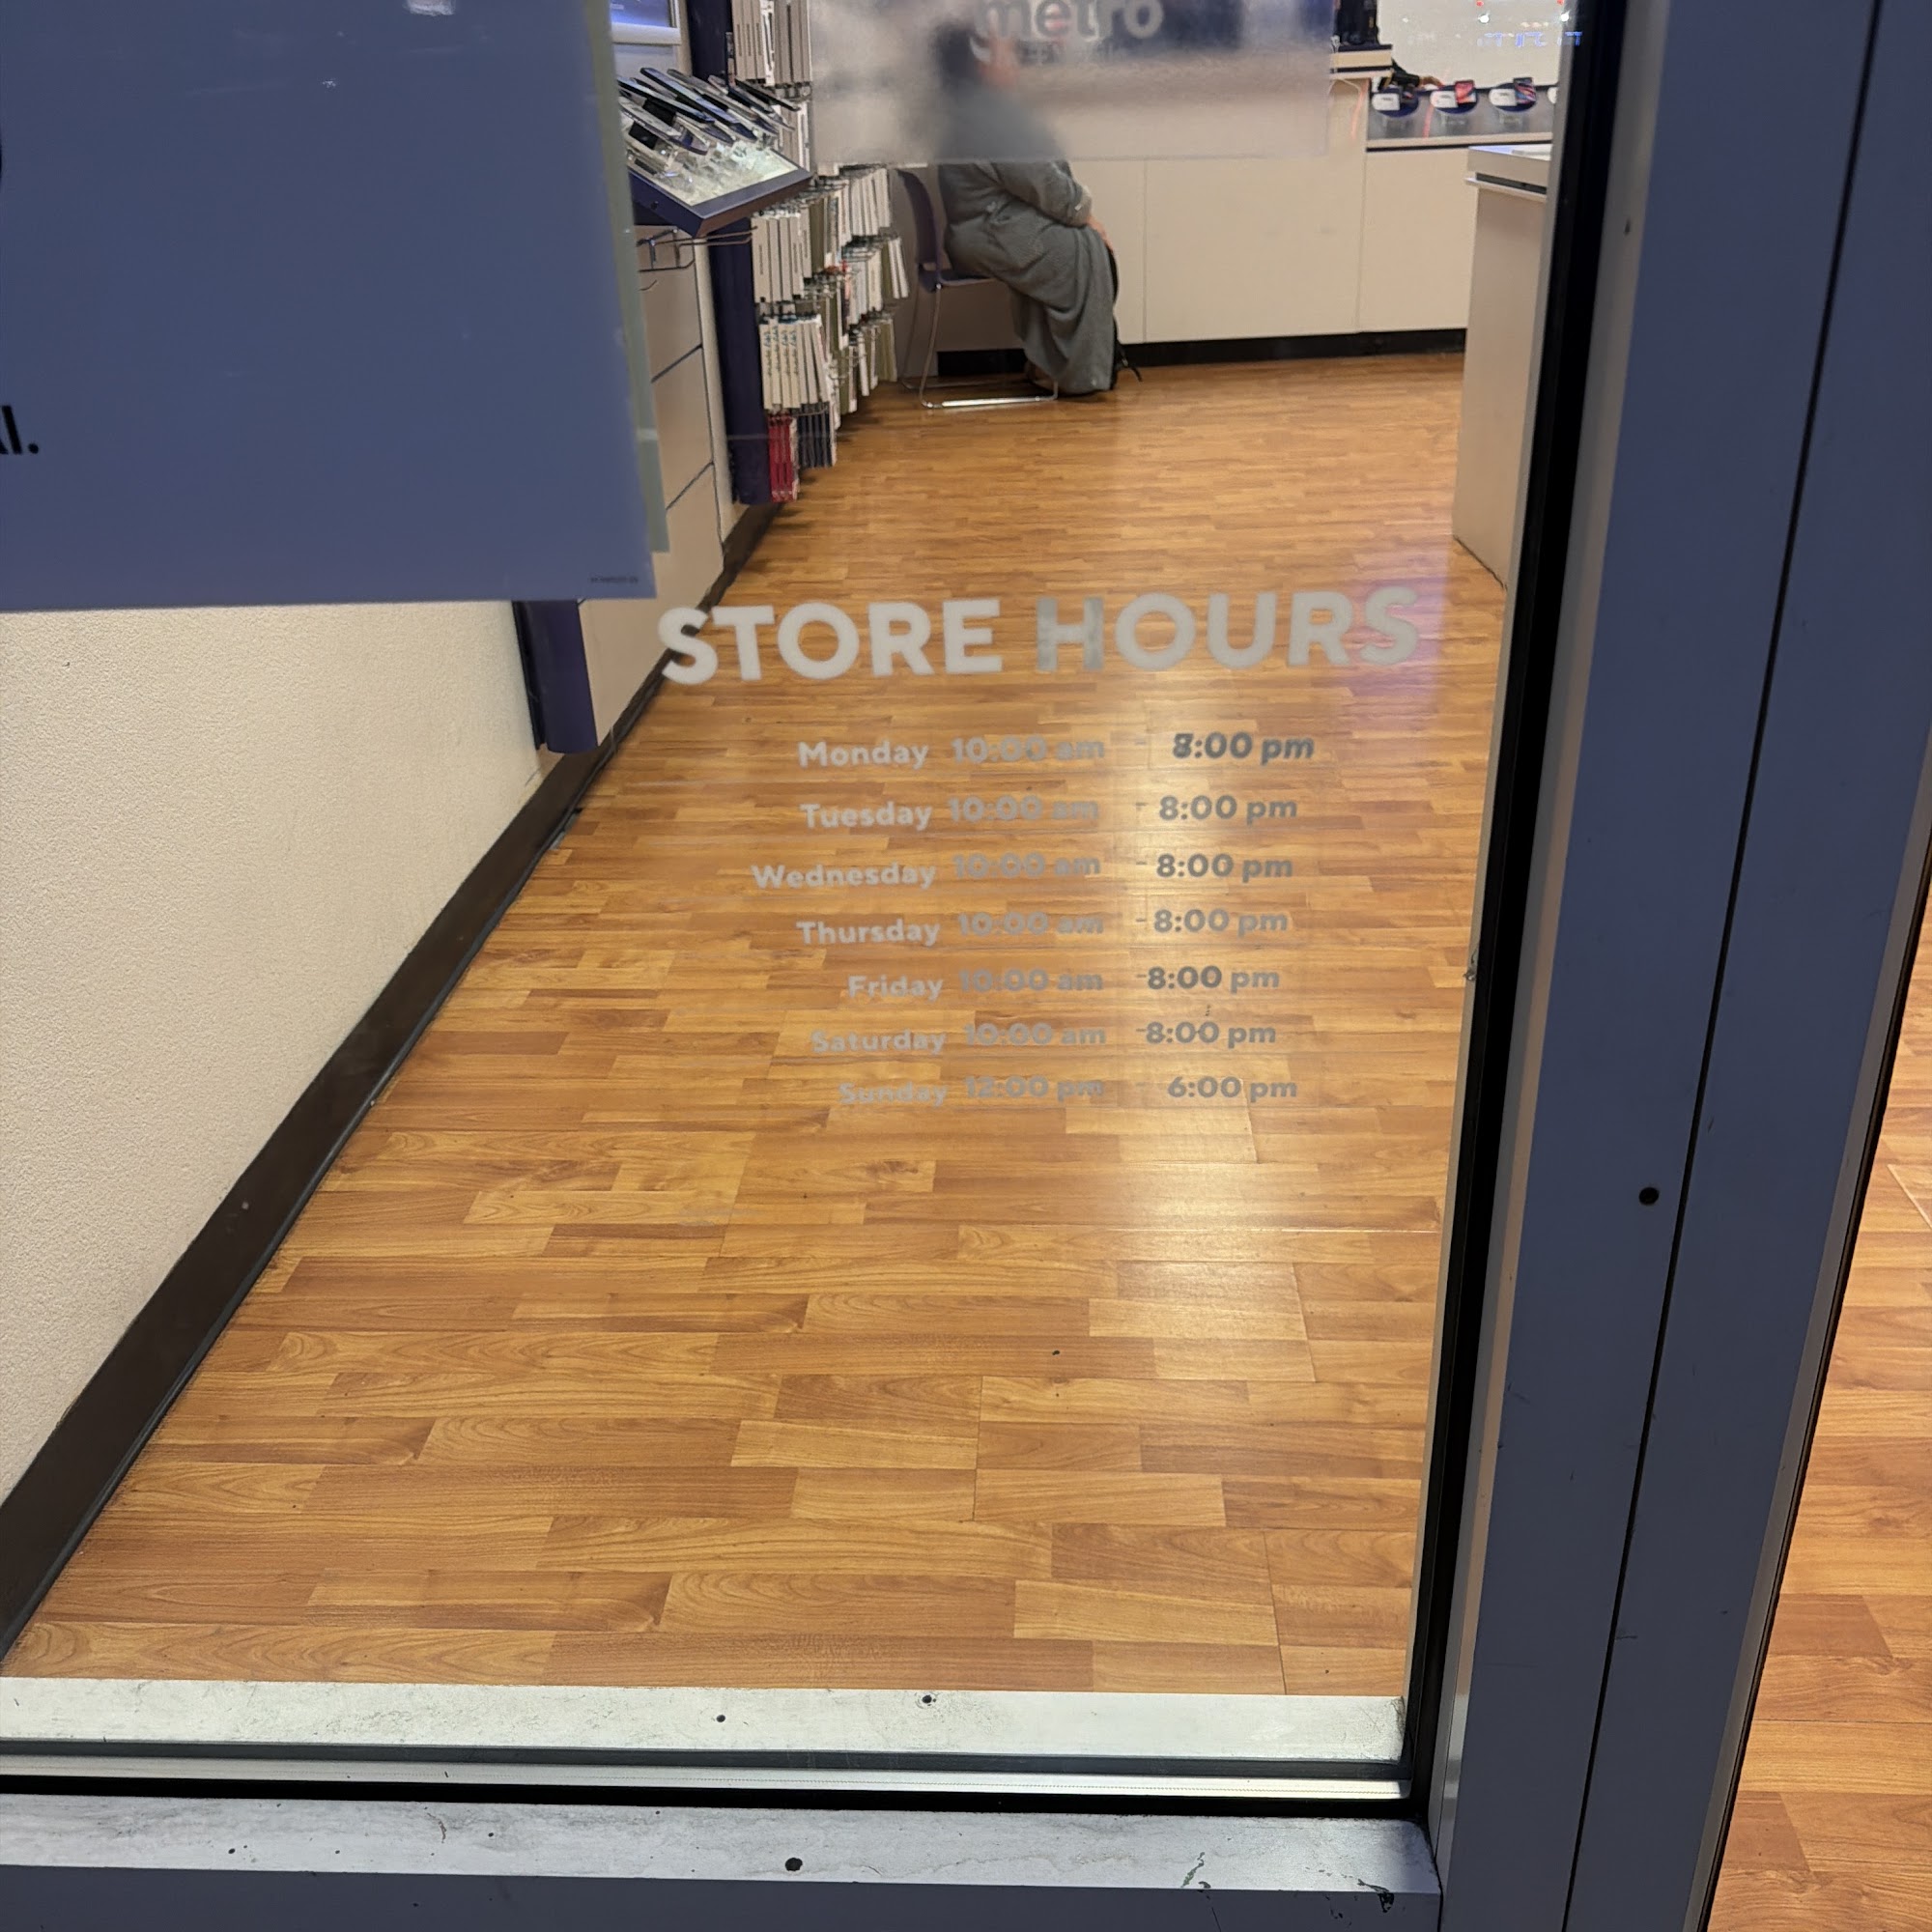 metro
AI.
STORE HOURS
Monday 10:00 am - 8:00 pm
Tuesday 10:00 am - 8:00 pm
Wednesday 10:00 am - 8:00 pm
Thursday 10:00 am - 8:00 pm
Friday 10:00 am - 8:00 pm
Saturday 10:00 am - 8:00 pm
Sunday 12:00 pm - 6:00 pm